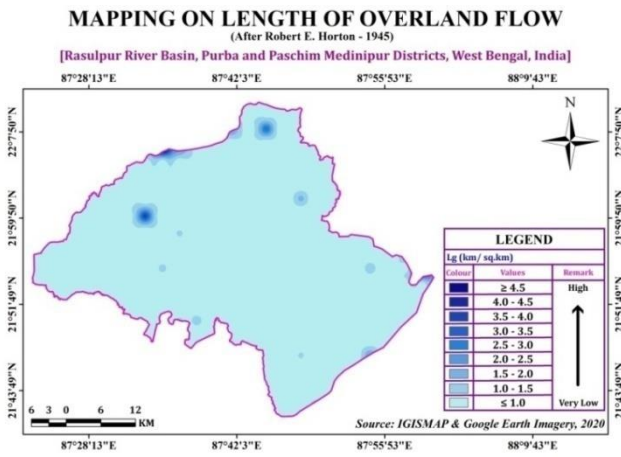 MAPPING ON LENGTH OF OVERLAND FLOW
(After Robert E. Horton - 1945)
[Rasulpur River Basin, Purba and Paschim Medinipur Districts, West Bengal, India]
87°28'13"E 87°42'3"E 87°55'53"E 88°9'43"E
22°7'50"N 22°7'50"N
N
21°59'50"N 21°59'50"N
LEGEND
Lg (km/ sq.km)
Colour Values Remark
≥ 4.5 High
4.0 - 4.5
3.5 - 4.0
3.0 - 3.5
2.5 - 3.0
2.0 - 2.5
1.5 - 2.0
1.0 - 1.5
≤ 1.0 Very Low
21°51'49"N 21°51'49"N
21°43'49"N 21°43'49"N
6 3 0 6 12
KM
Source: IGISMAP & Google Earth Imagery, 2020
87°28'13"E 87°42'3"E 87°55'53"E 88°9'43"E